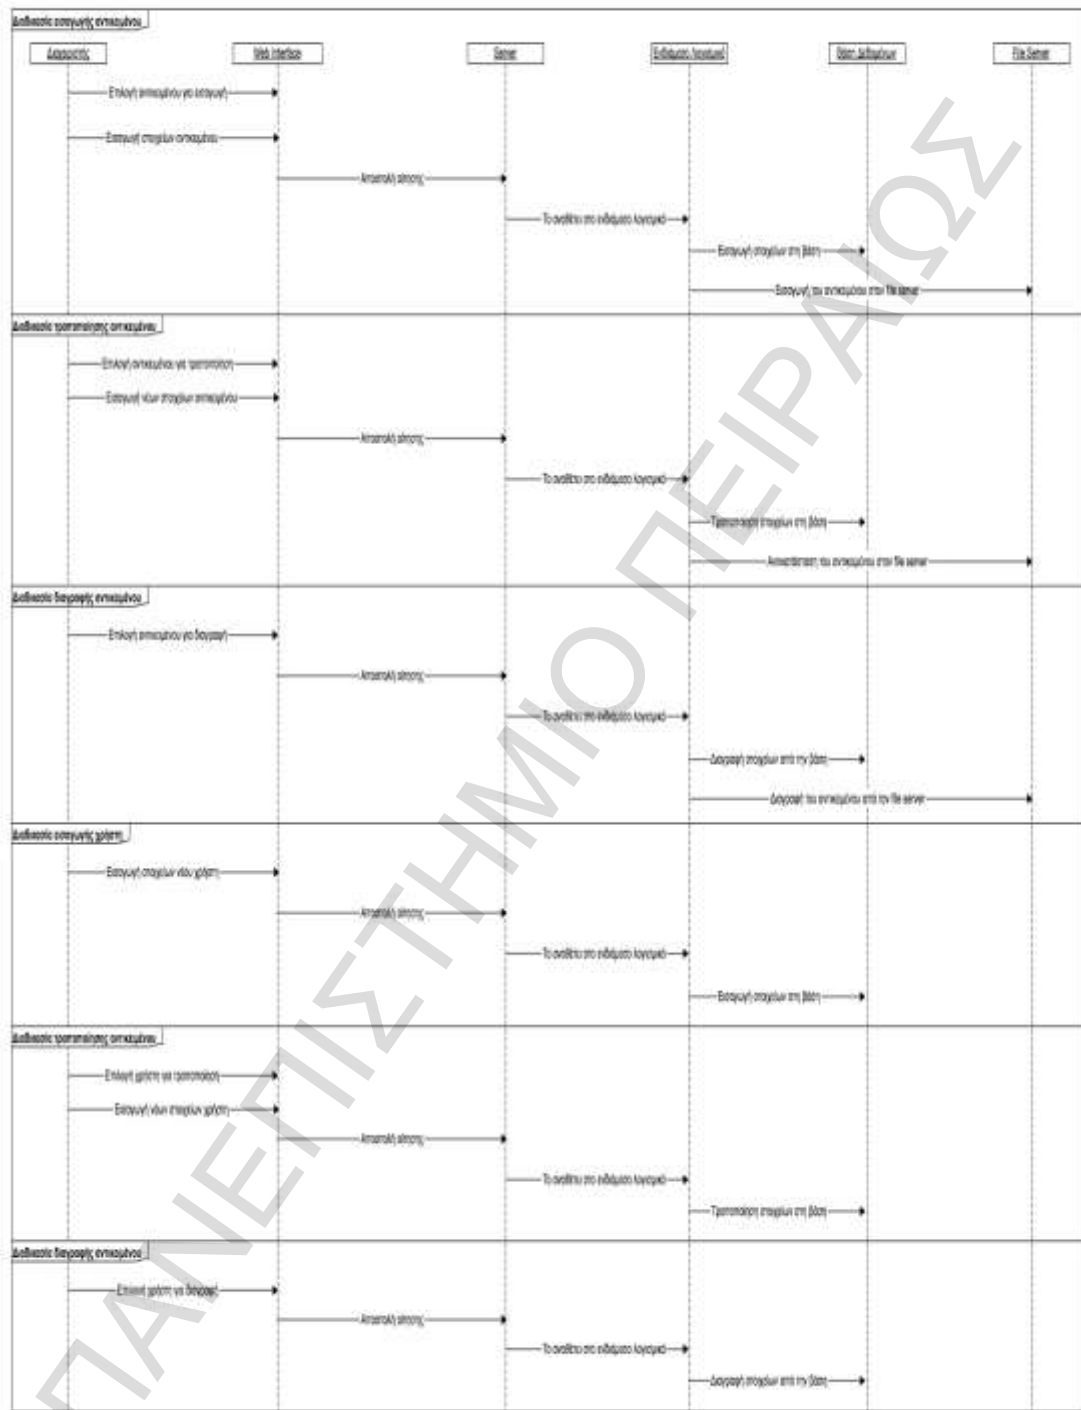 Διαδικασία εισαγωγής αντικειμένου
Διαχειριστής Web Interface Server Ενδιάμεσο Λογισμικό Βάση Δεδομένων File Server
Επιλογή αντικειμένου για εισαγωγή
Εισαγωγή στοιχείων αντικειμένου
Αποστολή αίτησης
Το αναθέτει στο ενδιάμεσο λογισμικό
Εισαγωγή στοιχείων στη βάση
Εισαγωγή του αντικειμένου στον file server
Διαδικασία τροποποίησης αντικειμένου
Επιλογή αντικειμένου για τροποποίηση
Εισαγωγή νέων στοιχείων αντικειμένου
Αποστολή αίτησης
Το αναθέτει στο ενδιάμεσο λογισμικό
Τροποποίηση στοιχείων στη βάση
Αντικατάσταση του αντικειμένου στον file server
Διαδικασία διαγραφής αντικειμένου
Επιλογή αντικειμένου για διαγραφή
Αποστολή αίτησης
Το αναθέτει στο ενδιάμεσο λογισμικό
Διαγραφή στοιχείων από την βάση
Διαγραφή του αντικειμένου από τον file server
Διαδικασία εισαγωγής χρήστη
Εισαγωγή στοιχείων νέου χρήστη
Αποστολή αίτησης
Το αναθέτει στο ενδιάμεσο λογισμικό
Εισαγωγή στοιχείων στη βάση
Διαδικασία τροποποίησης αντικειμένου
Επιλογή χρήστη για τροποποίηση
Εισαγωγή νέων στοιχείων χρήστη
Αποστολή αίτησης
Το αναθέτει στο ενδιάμεσο λογισμικό
Τροποποίηση στοιχείων στη βάση
Διαδικασία διαγραφής αντικειμένου
Επιλογή χρήστη για διαγραφή
Αποστολή αίτησης
Το αναθέτει στο ενδιάμεσο λογισμικό
Διαγραφή στοιχείων από την βάση
ΠΑΝΕΠΙΣΤΗΜΙΟ ΠΕΙΡΑΙΩΣ